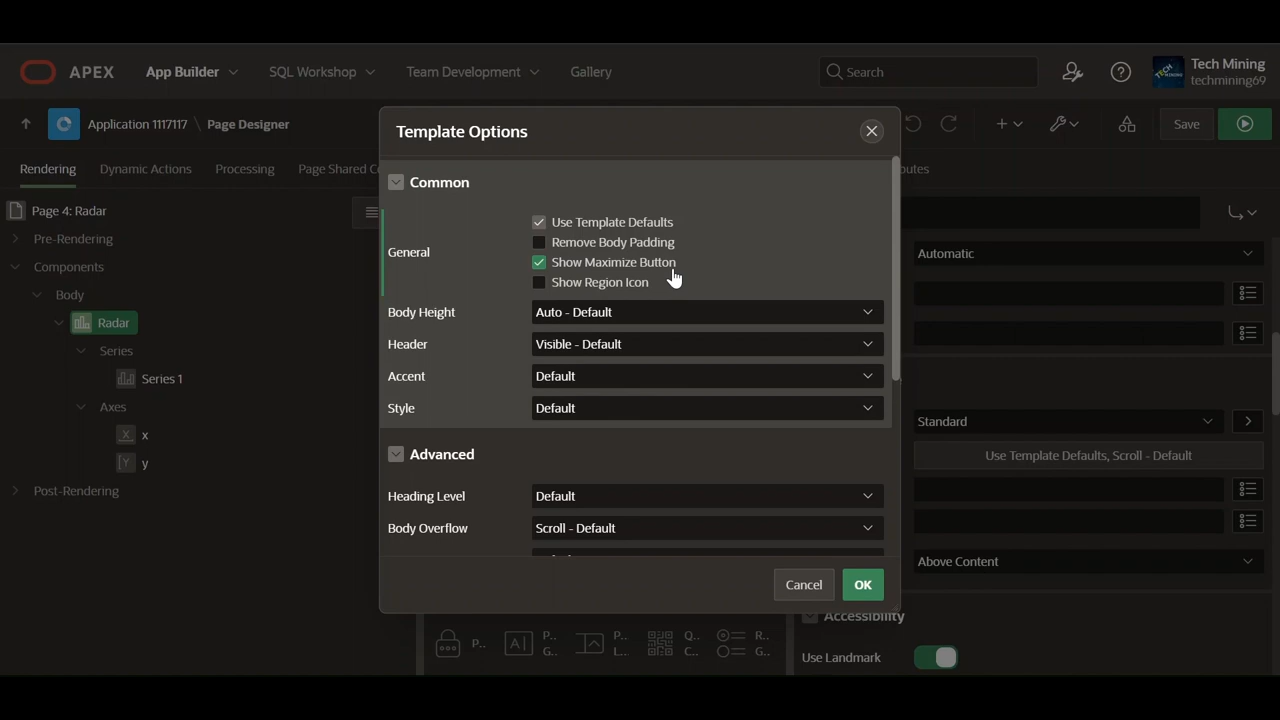 APEX
App Builder
SQL Workshop
Team Development
Gallery
Search
Tech Mining
techmining69
Application 1117117 \ Page Designer
Save
Rendering
Dynamic Actions
Processing
Page Shared C
butes
Page 4: Radar
Pre-Rendering
Components
Body
Radar
Series
Series 1
Axes
x
y
Post-Rendering
Template Options
Common
General
Use Template Defaults
Remove Body Padding
Show Maximize Button
Show Region Icon
Body Height
Auto - Default
Header
Visible - Default
Accent
Default
Style
Default
Advanced
Heading Level
Default
Body Overflow
Scroll - Default
Cancel
OK
Automatic
Standard
Use Template Defaults, Scroll - Default
Above Content
Accessibility
Use Landmark
P..
P..
G..
P..
L...
Q..
C..
R..
G..